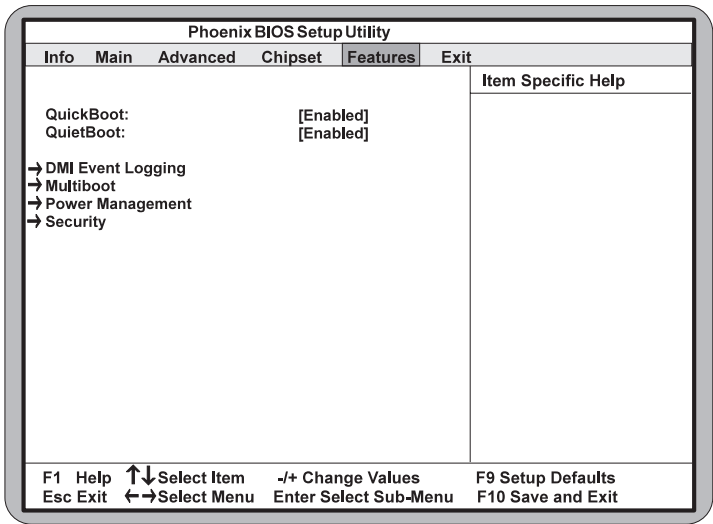 Phoenix BIOS Setup Utility
Info Main Advanced Chipset Features Exit
Item Specific Help
QuickBoot: [Enabled]
QuietBoot: [Enabled]
→ DMI Event Logging
→ Multiboot
→ Power Management
→ Security
F1 Help ↑↓Select Item -/+ Change Values F9 Setup Defaults
Esc Exit ←→Select Menu Enter Select Sub-Menu F10 Save and Exit